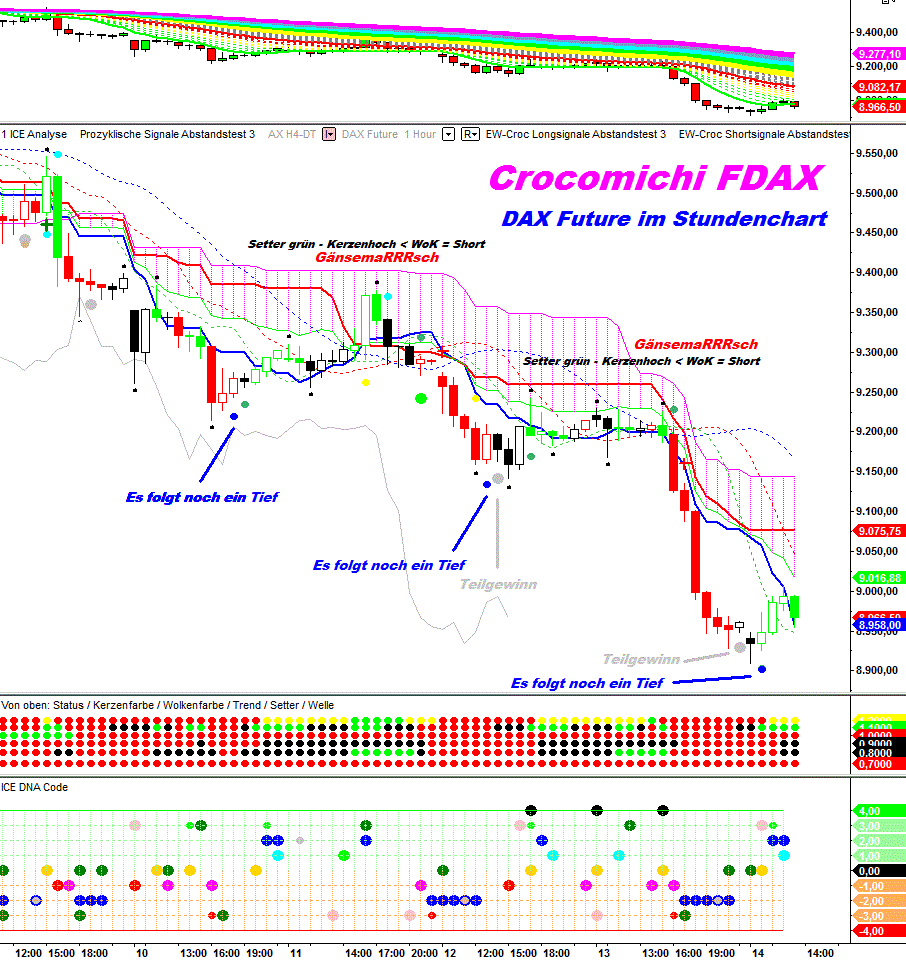 9.400,00
9.277,10
9.200,00
9.082,17
8.966,50
1 ICE Analyse Prozyklische Signale Abstandstest 3 AX H4-DT DAX Future 1 Hour R EW-Croc Longsignale Abstandstest 3 EW-Croc Shortsignale Abstandstest
9.550,00
Crocomichi FDAX
9.500,00
DAX Future im Stundenchart
9.450,00
Setter grün - Kerzenhoch < WoK = Short
GänsemaRRRsch
9.400,00
9.350,00
GänsemaRRRsch
9.300,00
Setter grün - Kerzenhoch < WoK = Short
9.250,00
9.200,00
9.150,00
Es folgt noch ein Tief
9.100,00
9.075,75
9.050,00
Es folgt noch ein Tief
9.016,88
Teilgewinn
9.000,00
8.958,00
8.950,00
Teilgewinn
8.900,00
Es folgt noch ein Tief
Von oben: Status / Kerzenfarbe / Wolkenfarbe / Trend / Setter / Welle
1,0000
0,9000
0,8000
0,7000
ICE DNA Code
4,00
3,00
2,00
1,00
0,00
-1,00
-2,00
-3,00
-4,00
12:00 15:00 18:00 10 13:00 16:00 19:00 11 14:00 17:00 20:00 12 12:00 15:00 18:00 13 13:00 16:00 19:00 14 14:00